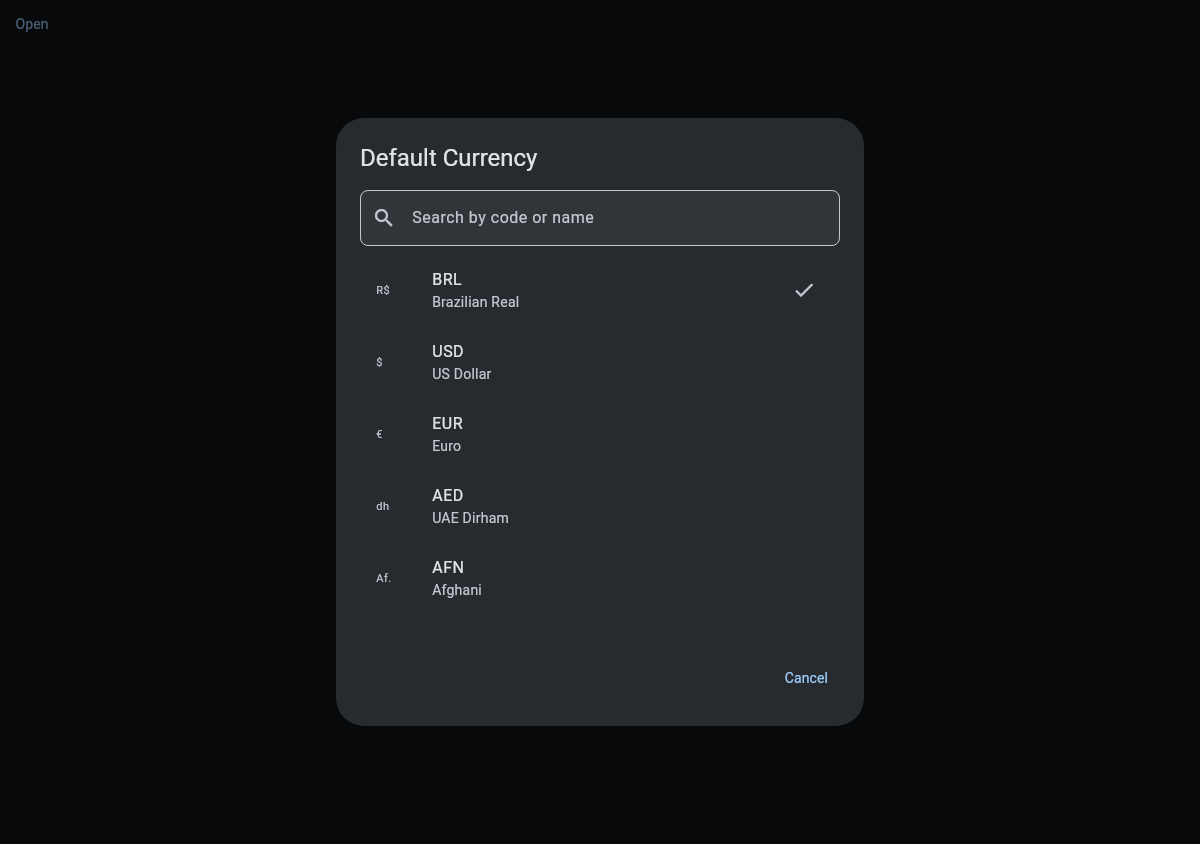 Open
Default Currency
Search by code or name
R$
BRL
Brazilian Real
$
USD
US Dollar
€
EUR
Euro
dh
AED
UAE Dirham
Af.
AFN
Afghani
Cancel